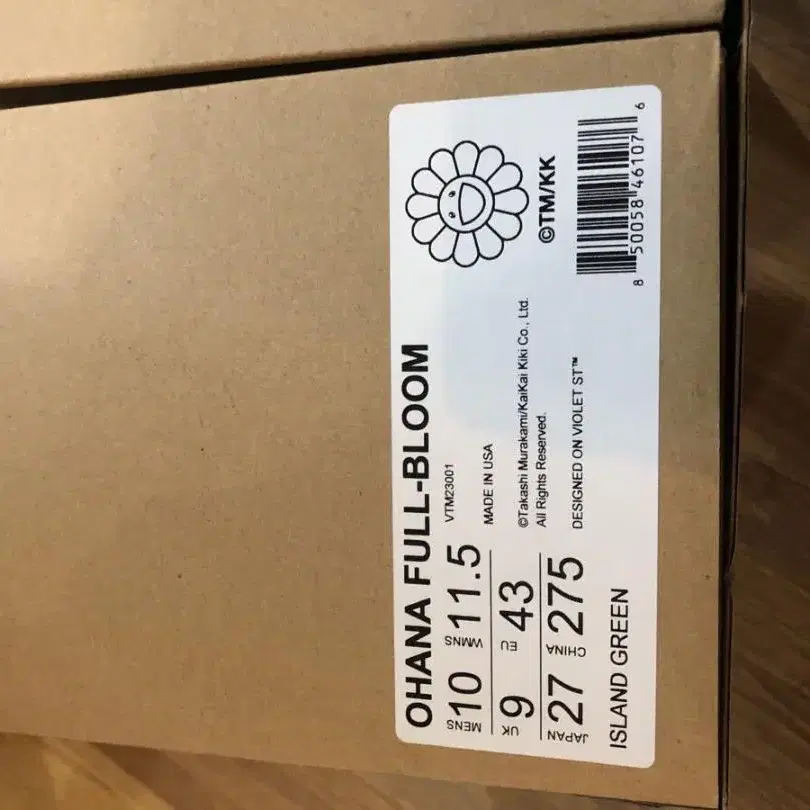 OHANA FULL-BLOOM
MENS 10 WMNS 11.5
UK 9 EU 43
JAPAN 27 CHINA 275
ISLAND GREEN
VTM23001
MADE IN USA
©Takashi Murakami/KaiKai Kiki Co., Ltd.
All Rights Reserved.
DESIGNED ON VIOLET ST™
©TM/KK
8 50058 46107 6